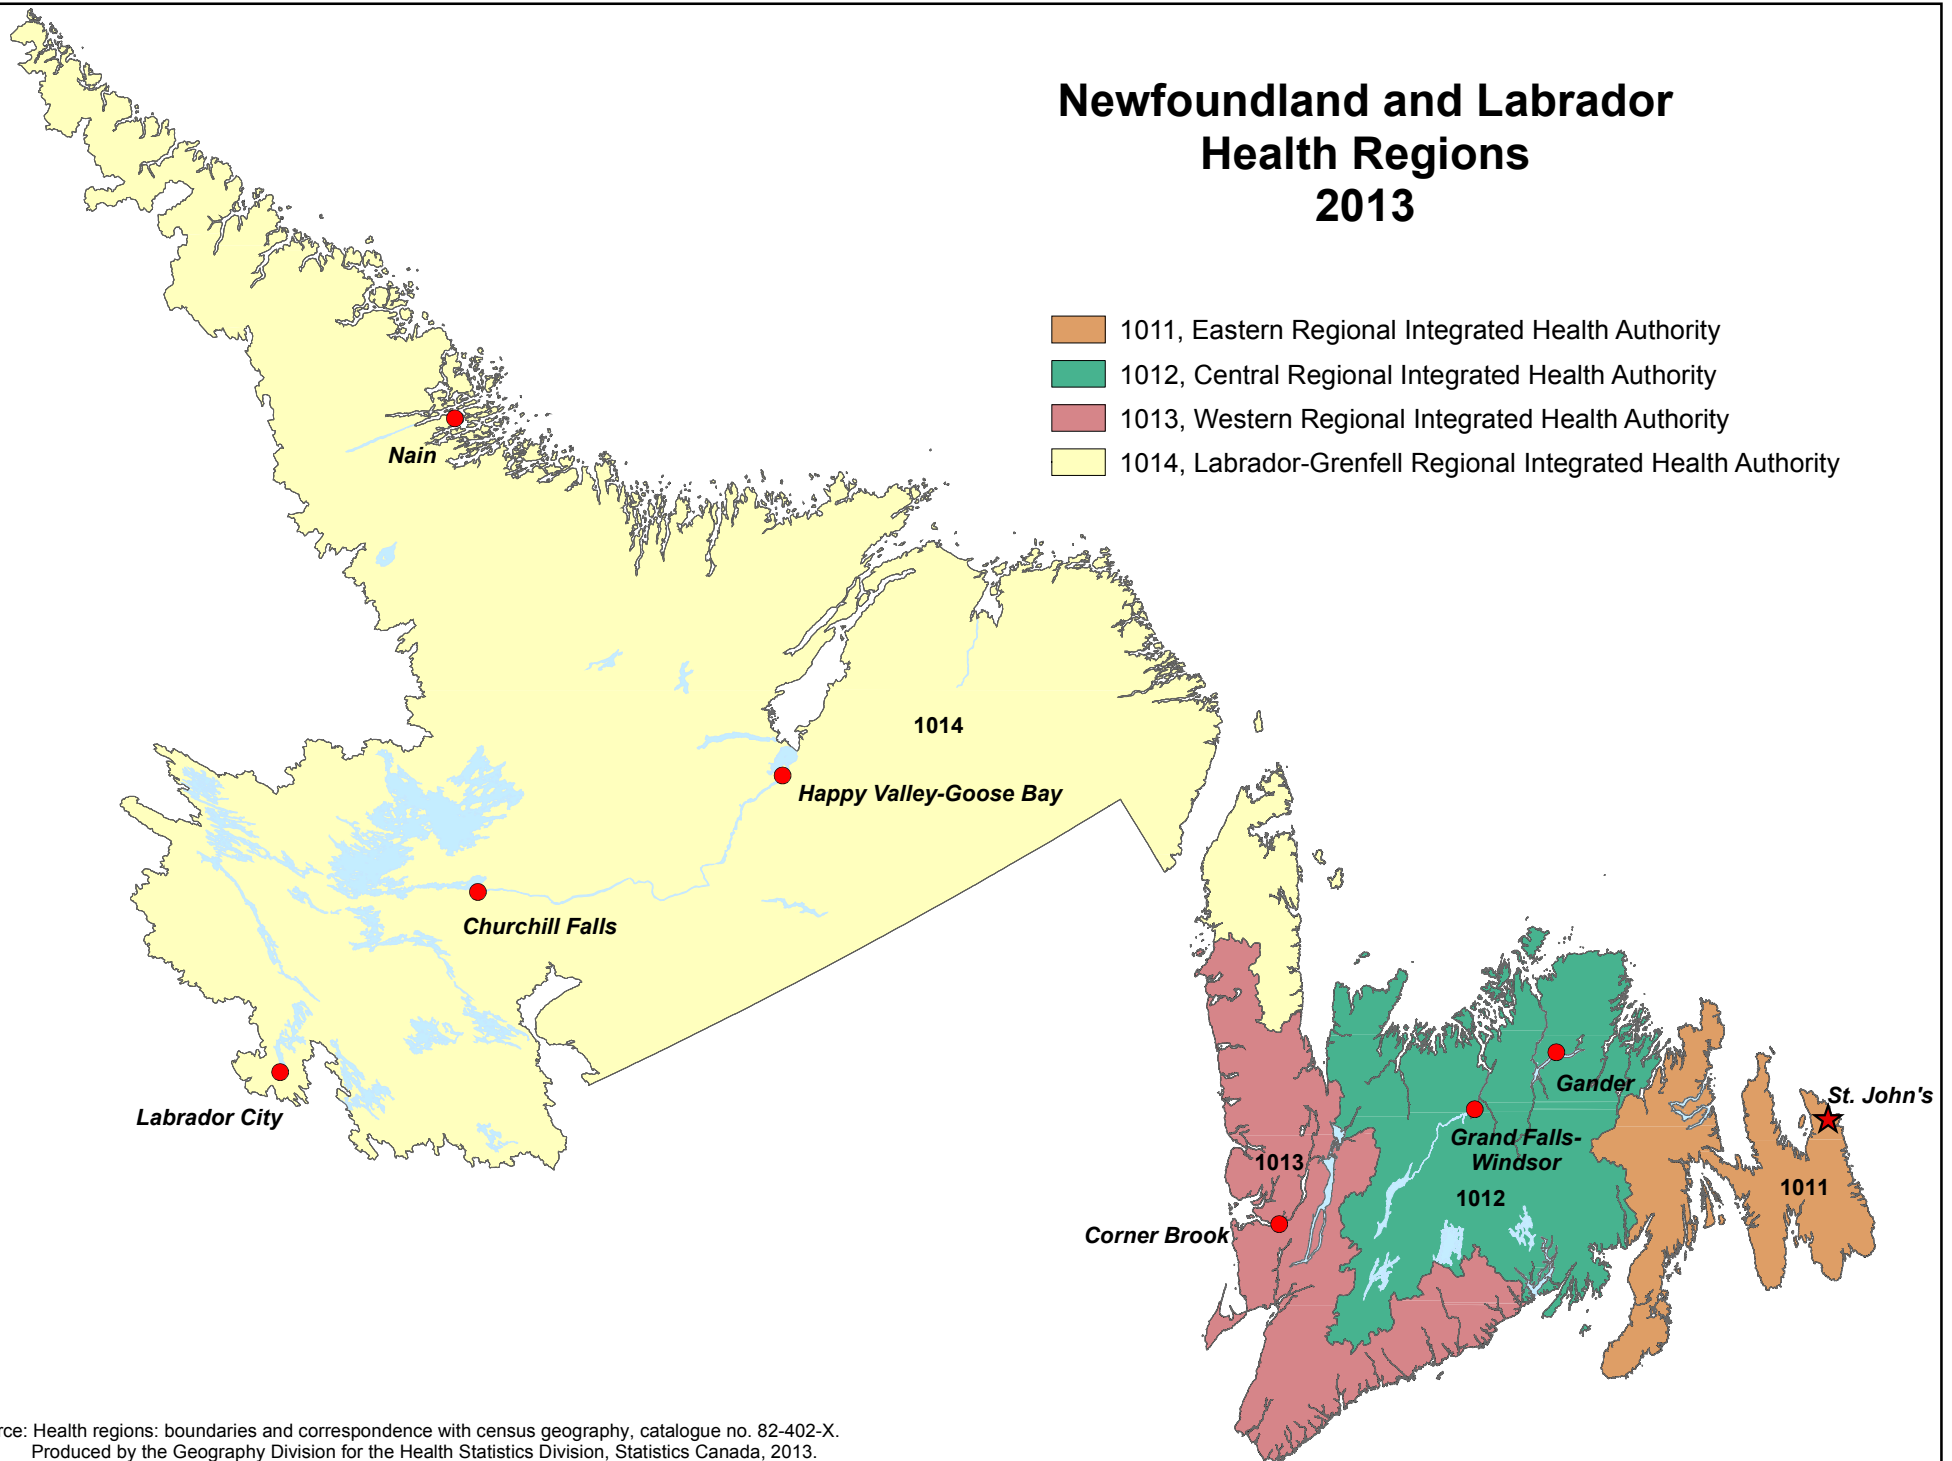 Newfoundland and Labrador
Health Regions
2013
1011, Eastern Regional Integrated Health Authority
1012, Central Regional Integrated Health Authority
1013, Western Regional Integrated Health Authority
1014, Labrador-Grenfell Regional Integrated Health Authority
Nain
1014
Happy Valley-Goose Bay
Churchill Falls
Labrador City
Gander
St. John's
Grand Falls-
Windsor
1013
1012
1011
Corner Brook
rce: Health regions: boundaries and correspondence with census geography, catalogue no. 82-402-X.
Produced by the Geography Division for the Health Statistics Division, Statistics Canada, 2013.